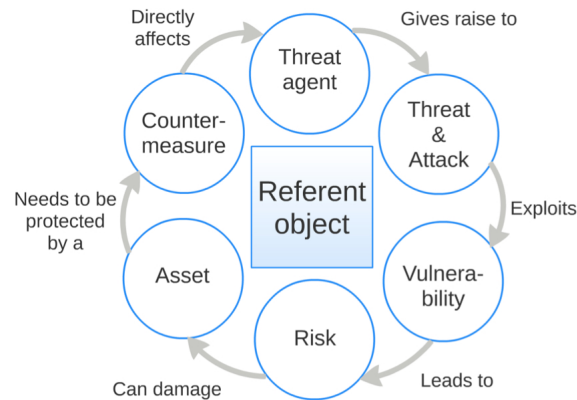 Directly
affects
Threat
agent
Gives raise to
Threat
&
Attack
Exploits
Vulnera-
bility
Leads to
Risk
Can damage
Asset
Needs to be
protected
by a
Counter-
measure
Referent
object